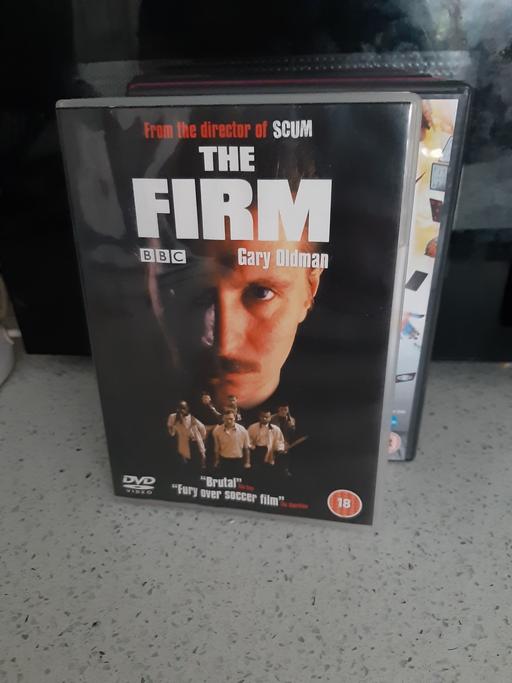 From the director of SCUM
THE
FIRM
BBC
Gary Oldman
"Brutal"
"Fury over soccer film"
DVD
VIDEO
18